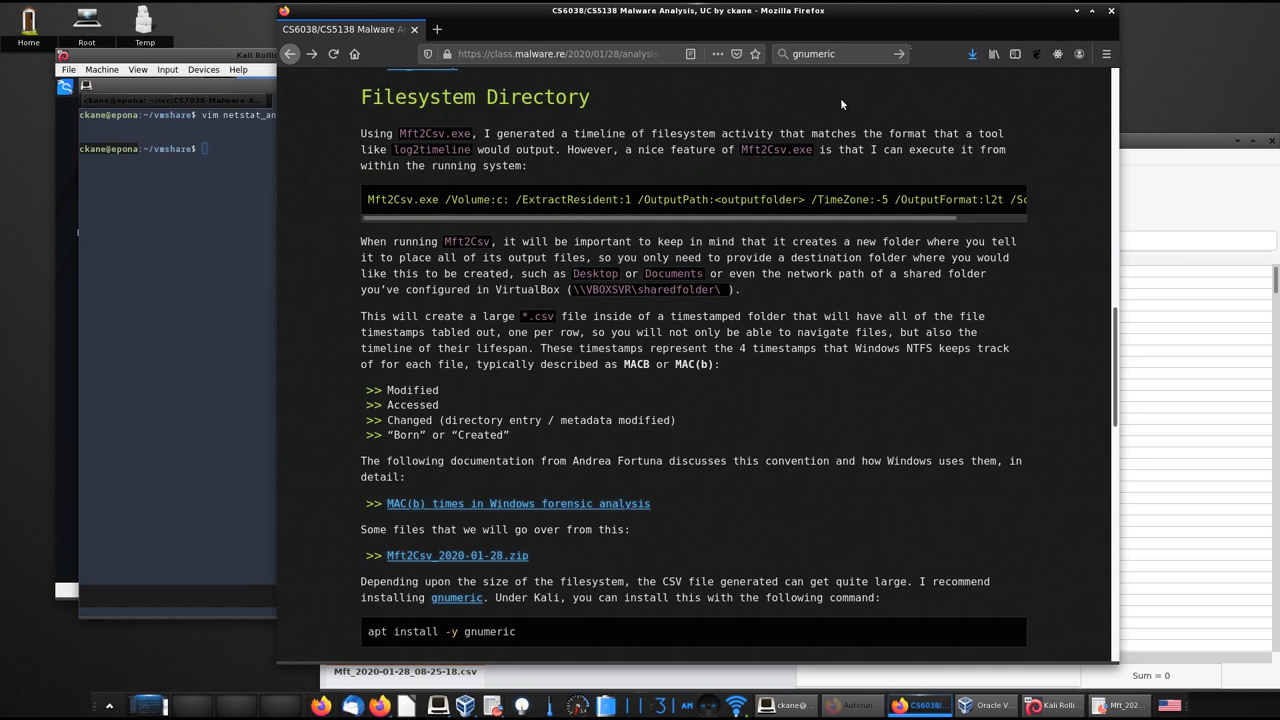 CS6038/CS5138 Malware Analysis, UC by ckane - Mozilla Firefox
Home
Root
Temp
CS6038/CS5138 Malware A
Kali Rolli
https://class.malware.re/2020/01/28/analysis
gnumeric
File Machine View Input Devices Help
ckane@epona: ~/src/CS7038-Malware-A...
ckane@epona:~/vmshare$ vim netstat_an
ckane@epona:~/vmshare$
Filesystem Directory
Using Mft2Csv.exe, I generated a timeline of filesystem activity that matches the format that a tool
like log2timeline would output. However, a nice feature of Mft2Csv.exe is that I can execute it from
within the running system:
Mft2Csv.exe /Volume:c: /ExtractResident:1 /OutputPath:<outputfolder> /TimeZone:-5 /OutputFormat:l2t /Sc
When running Mft2Csv, it will be important to keep in mind that it creates a new folder where you tell
it to place all of its output files, so you only need to provide a destination folder where you would
like this to be created, such as Desktop or Documents or even the network path of a shared folder
you've configured in VirtualBox (\\VBOXSVR\sharedfolder\ ).
This will create a large *.csv file inside of a timestamped folder that will have all of the file
timestamps tabled out, one per row, so you will not only be able to navigate files, but also the
timeline of their lifespan. These timestamps represent the 4 timestamps that Windows NTFS keeps track
of for each file, typically described as MACB or MAC(b):
>> Modified
>> Accessed
>> Changed (directory entry / metadata modified)
>> “Born” or “Created”
The following documentation from Andrea Fortuna discusses this convention and how Windows uses them, in
detail:
>> MAC(b) times in Windows forensic analysis
Some files that we will go over from this:
>> Mft2Csv_2020-01-28.zip
Depending upon the size of the filesystem, the CSV file generated can get quite large. I recommend
installing gnumeric. Under Kali, you can install this with the following command:
apt install -y gnumeric
Mft_2020-01-28_08-25-18.csv
Sum = 0
ckane@...
Autorun
CS6038/...
Oracle V...
Kali Roll...
Mft_202...